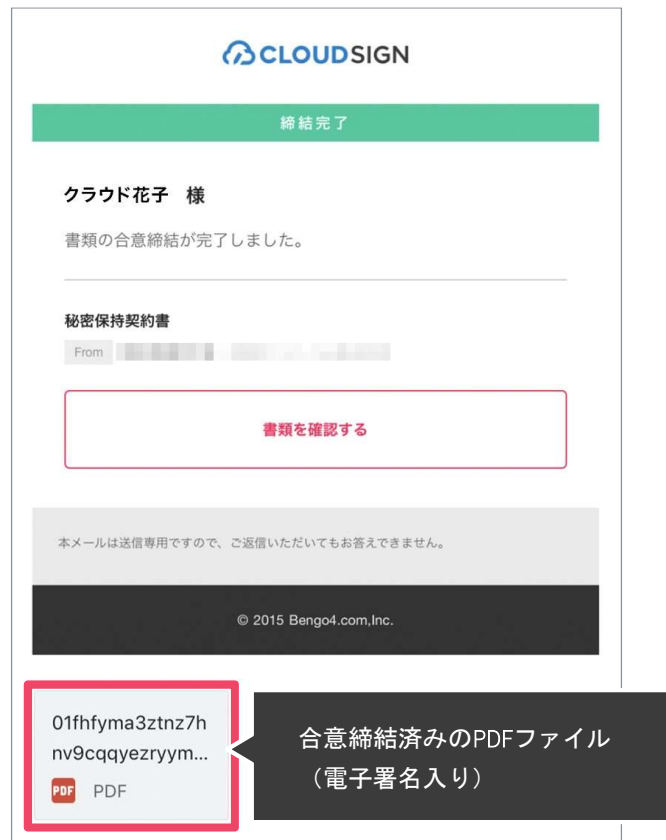 CLOUDSIGN
締結完了
クラウド花子 様
書類の合意締結が完了しました。
秘密保持契約書
From
書類を確認する
本メールは送信専用ですので、ご返信いただいてもお答えできません。
© 2015 Bengo4.com,Inc.
01fhfyma3ztnz7h
nv9cqqyezryym...
PDF PDF
合意締結済みのPDFファイル
（電子署名入り）